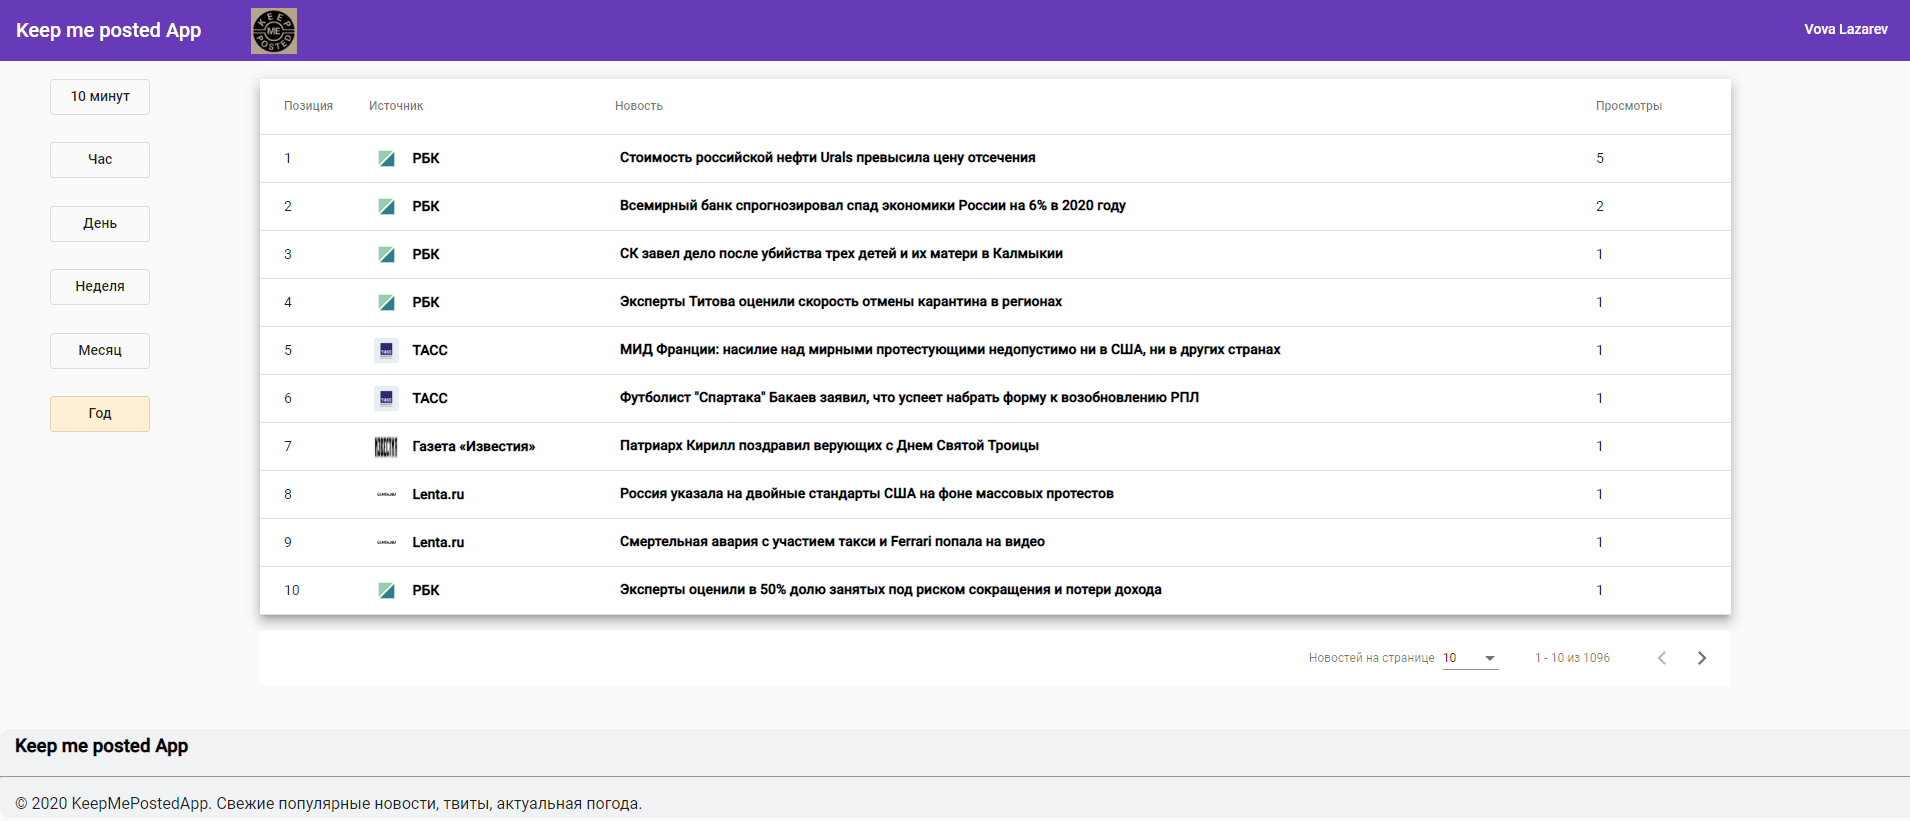 Keep me posted App
KEEP
ME
POSTED
Vova Lazarev
10 минут
Час
День
Неделя
Месяц
Год
Позиция Источник Новость Просмотры
1 РБК Стоимость российской нефти Urals превысила цену отсечения 5
2 РБК Всемирный банк спрогнозировал спад экономики России на 6% в 2020 году 2
3 РБК СК завел дело после убийства трех детей и их матери в Калмыкии 1
4 РБК Эксперты Титова оценили скорость отмены карантина в регионах 1
5 ТАСС ТАСС МИД Франции: насилие над мирными протестующими недопустимо ни в США, ни в других странах 1
6 ТАСС ТАСС Футболист "Спартака" Бакаев заявил, что успеет набрать форму к возобновлению РПЛ 1
7 ИЗВЕСТИЯ Газета «Известия» Патриарх Кирилл поздравил верующих с Днем Святой Троицы 1
8 LENTA.RU Lenta.ru Россия указала на двойные стандарты США на фоне массовых протестов 1
9 LENTA.RU Lenta.ru Смертельная авария с участием такси и Ferrari попала на видео 1
10 РБК Эксперты оценили в 50% долю занятых под риском сокращения и потери дохода 1
Новостей на странице 10 1 - 10 из 1096
Keep me posted App
© 2020 KeepMePostedApp. Свежие популярные новости, твиты, актуальная погода.